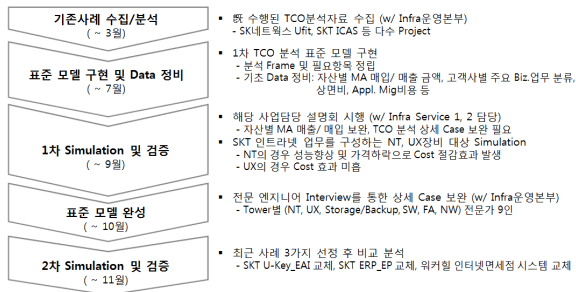 기존사례 수집/분석
( ~ 3월)
▪ 旣 수행된 TCO분석자료 수집 (w/ Infra운영본부)
- SK네트웍스 Ufit, SKT ICAS 등 다수 Project
표준 모델 구현 및 Data 정비
( ~ 7월)
▪ 1차 TCO 분석 표준 모델 구현
- 분석 Frame 및 필요항목 정립
- 기초 Data 정비: 자산별 MA 매입/ 매출 금액, 고객사별 주요 Biz.업무 분류,
상면비, Appl. Mig비용 등
1차 Simulation 및 검증
( ~ 9월)
▪ 해당 사업담당 설명회 시행 (w/ Infra Service 1, 2 담당)
- 자산별 MA 매출/ 매입 보완, TCO 분석 상세 Case 보완 필요
▪ SKT 인트라넷 업무를 구성하는 NT, UX장비 대상 Simulation
- NT의 경우 성능향상 및 가격하락으로 Cost 절감효과 발생
- UX의 경우 Cost 효과 미흡
표준 모델 완성
( ~ 10월)
▪ 전문 엔지니어 Interview를 통한 상세 Case 보완 (w/ Infra운영본부)
- Tower별 (NT, UX, Storage/Backup, SW, FA, NW) 전문가 9인
2차 Simulation 및 검증
( ~ 11월)
▪ 최근 사례 3가지 선정 후 비교 분석
- SKT U-Key_EAI 교체, SKT ERP_EP 교체, 워커힐 인터넷면세점 시스템 교체